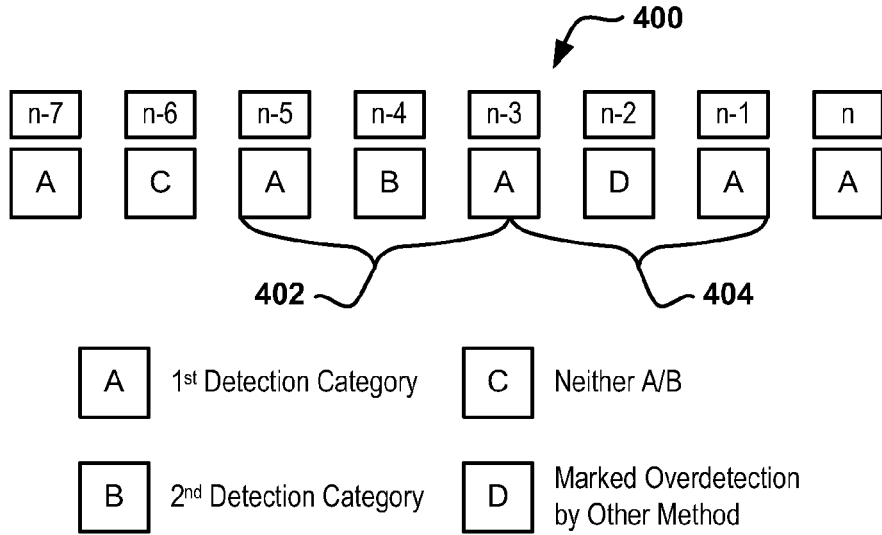 400
n-7 n-6 n-5 n-4 n-3 n-2 n-1 n
A C A B A D A A
402 404
A 1st Detection Category
C Neither A/B
B 2nd Detection Category
D Marked Overdetection
by Other Method